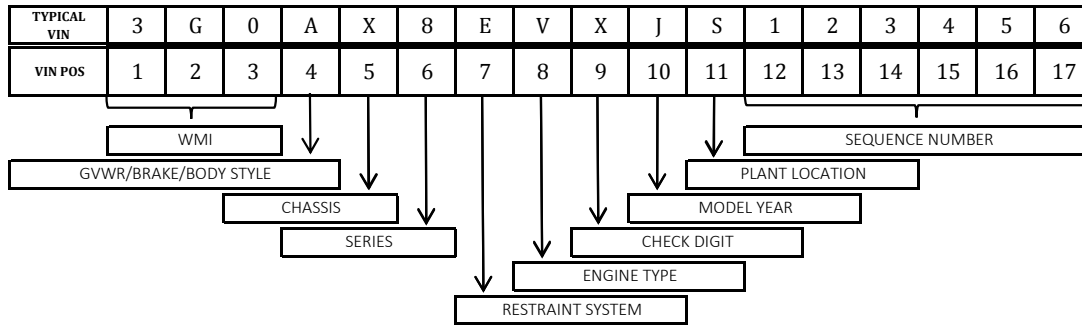 TYPICAL VIN 3 G 0 A X 8 E V X J S 1 2 3 4 5 6
VIN POS 1 2 3 4 5 6 7 8 9 10 11 12 13 14 15 16 17
WMI SEQUENCE NUMBER
GVWR/BRAKE/BODY STYLE PLANT LOCATION
CHASSIS MODEL YEAR
SERIES CHECK DIGIT
ENGINE TYPE
RESTRAINT SYSTEM